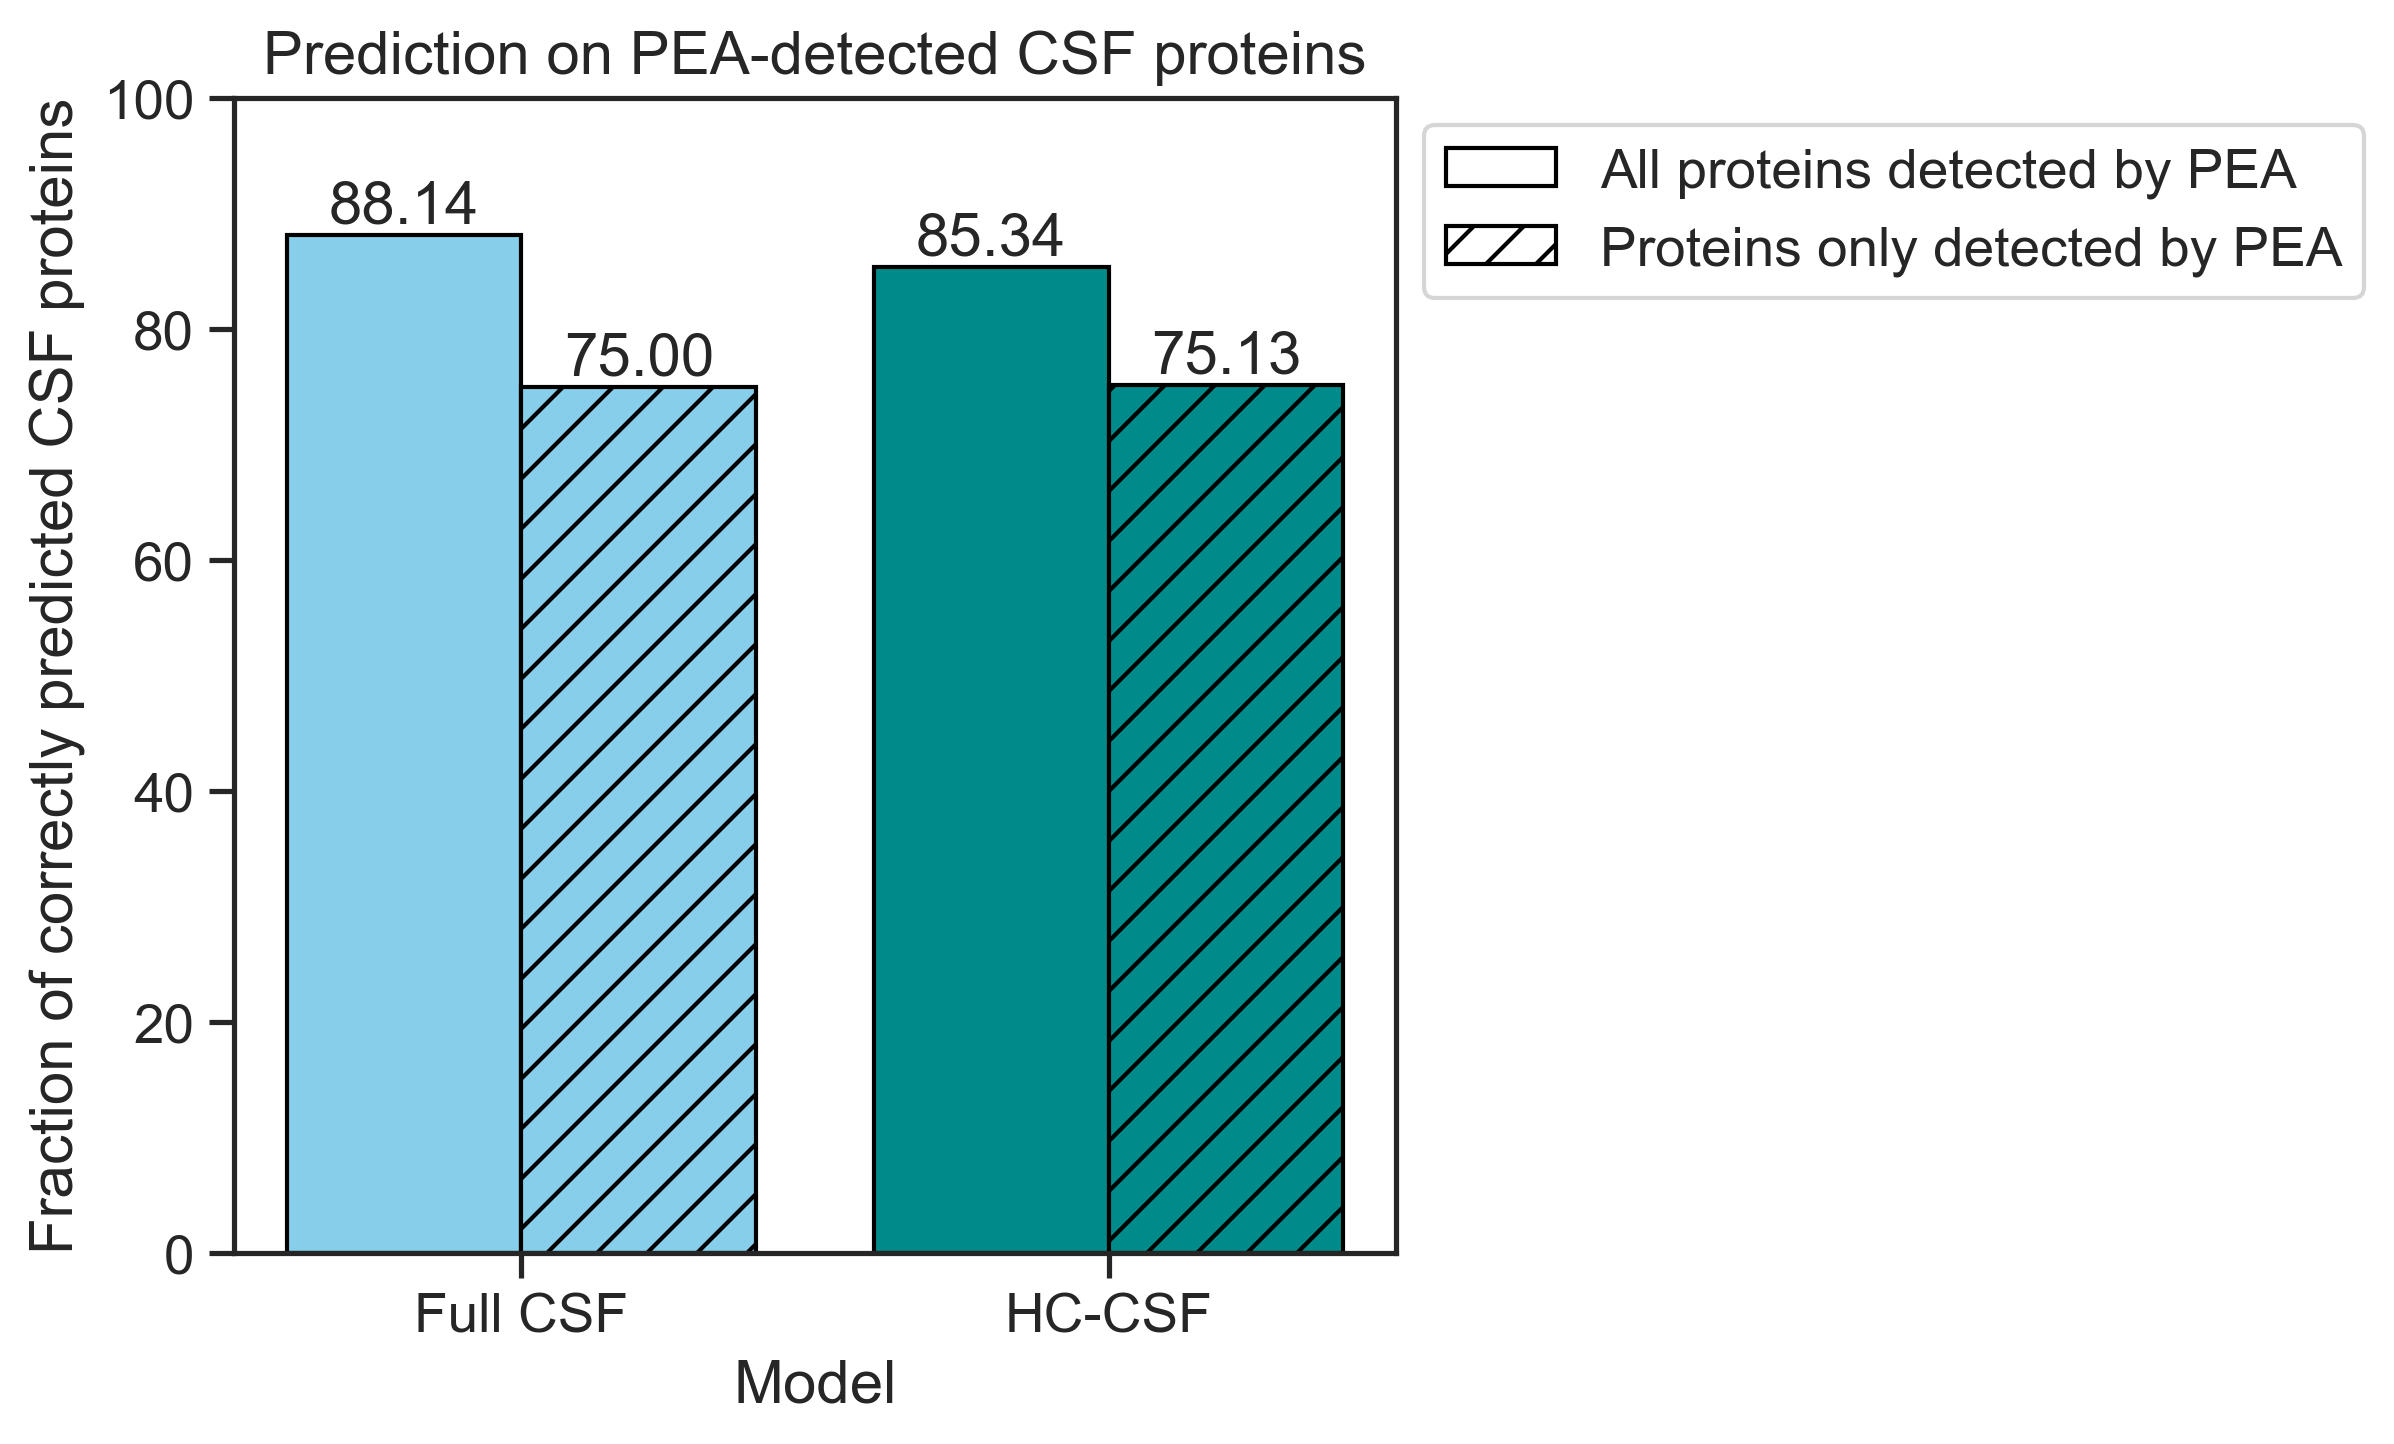 Prediction on PEA-detected CSF proteins
Fraction of correctly predicted CSF proteins
100
80
60
40
20
0
88.14
75.00
85.34
75.13
Full CSF
HC-CSF
Model
All proteins detected by PEA
Proteins only detected by PEA